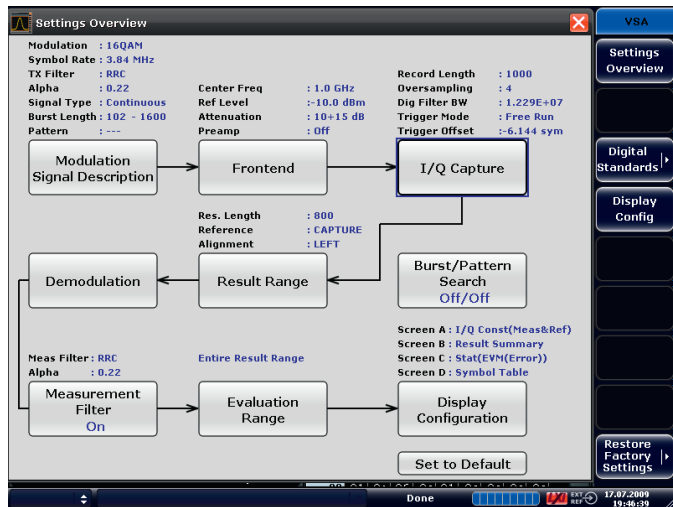 Settings Overview
VSA
Modulation : 16QAM
Symbol Rate : 3.84 MHz
TX Filter : RRC
Alpha : 0.22
Signal Type : Continuous
Burst Length : 102 - 1600
Pattern : ---
Center Freq : 1.0 GHz
Ref Level :-10.0 dBm
Attenuation : 10+15 dB
Preamp : Off
Record Length : 1000
Oversampling : 4
Dig Filter BW : 1.229E+07
Trigger Mode : Free Run
Trigger Offset :-6.144 sym
Modulation
Signal Description
Frontend
I/Q Capture
Res. Length : 800
Reference : CAPTURE
Alignment : LEFT
Demodulation
Result Range
Burst/Pattern
Search
Off/Off
Screen A : I/Q Const(Meas&Ref)
Screen B : Result Summary
Screen C : Stat(EVM(Error))
Screen D : Symbol Table
Meas Filter : RRC
Alpha : 0.22
Entire Result Range
Measurement
Filter
On
Evaluation
Range
Display
Configuration
Set to Default
Settings
Overview
Digital
Standards
Display
Config
Restore
Factory
Settings
Done
LXI
EXT
REF
17.07.2009
19:46:39